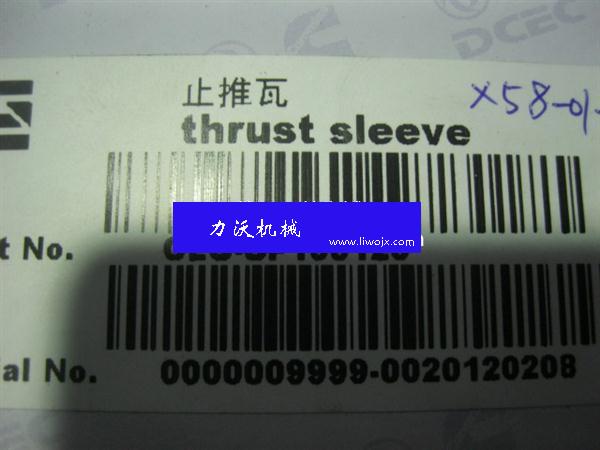 DCEC
止推瓦
X58-01-
thrust sleeve
力沃机械
www.liwojx.com
t No.
al No. 0000009999-0020120208